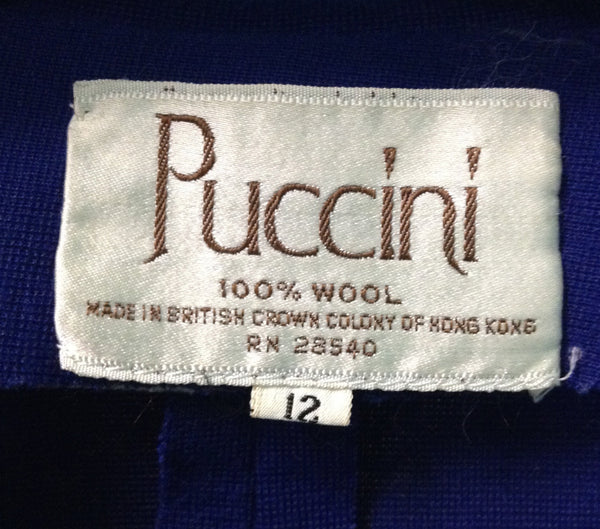 Puccini
100% WOOL
MADE IN BRITISH CROWN COLONY OF HONG KONG
RN 28540
12